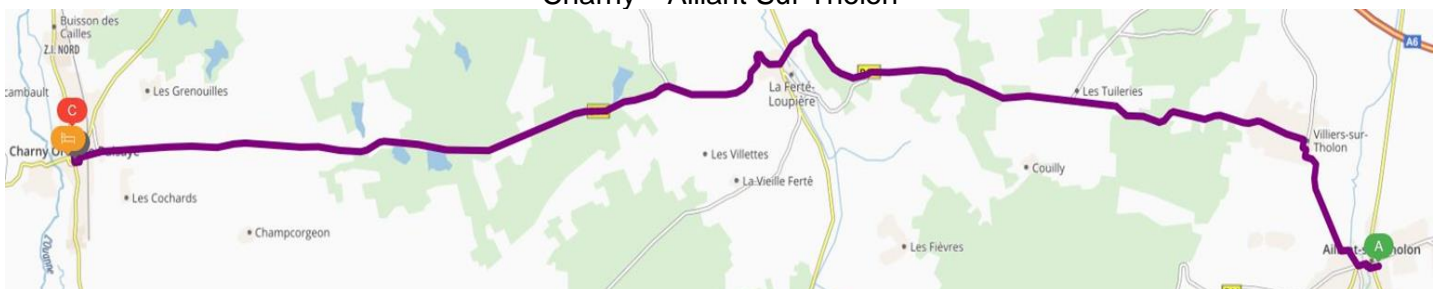 Charny – Aillant Sur Tholon
Buisson des
Cailles
Z.I. NORD
A6
Les Grenouilles
La Ferté-
Loupière
Les Tuileries
C
Villiers-sur-
Tholon
Charny
Les Villettes
Couilly
La Vieille Ferté
Les Cochards
Champcorgeon
Les Fièvres
Ouanne
A